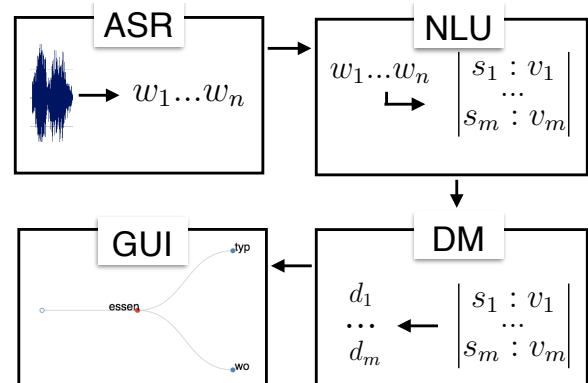 ASR
w1...wn
NLU
w1...wn
s1 : v1
...
sm : vm
GUI
typ
essen
wo
DM
d1
...
dm
s1 : v1
...
sm : vm